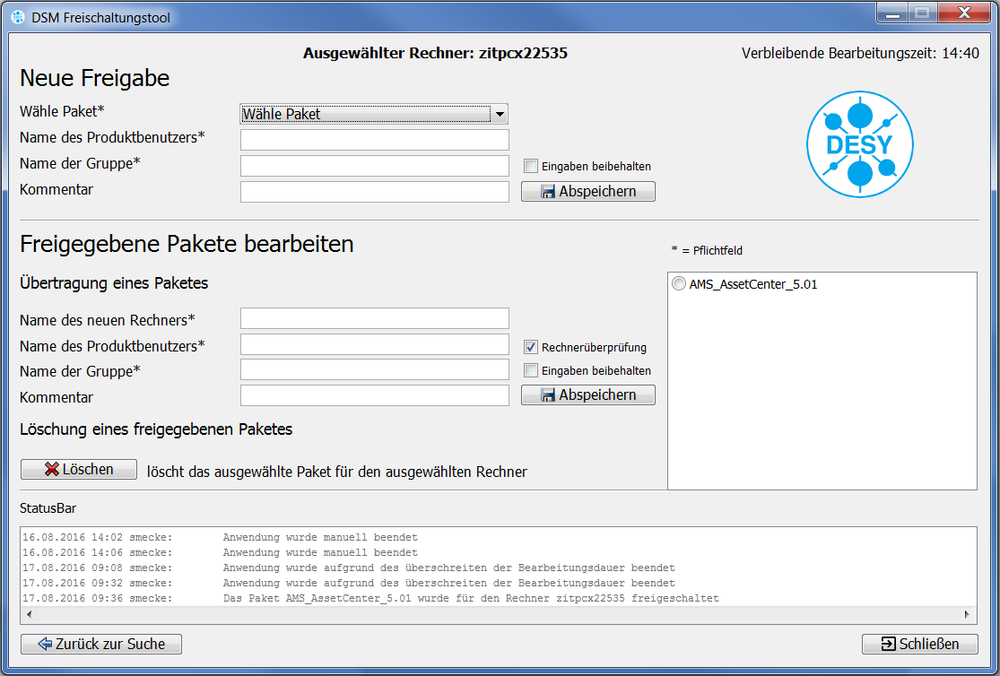 DSM Freischaltungstool
Ausgewählter Rechner: zitpcx22535
Verbleibende Bearbeitungszeit: 14:40
Neue Freigabe
Wähle Paket*
Wähle Paket
Name des Produktbenutzers*
Name der Gruppe*
Eingaben beibehalten
Kommentar
Abspeichern
DESY
Freigegebene Pakete bearbeiten
* = Pflichtfeld
Übertragung eines Paketes
AMS_AssetCenter_5.01
Name des neuen Rechners*
Name des Produktbenutzers*
Rechnerüberprüfung
Name der Gruppe*
Eingaben beibehalten
Kommentar
Abspeichern
Löschung eines freigegebenen Paketes
Löschen
löscht das ausgewählte Paket für den ausgewählten Rechner
StatusBar
16.08.2016 14:02 smecke: Anwendung wurde manuell beendet
16.08.2016 14:06 smecke: Anwendung wurde manuell beendet
17.08.2016 09:08 smecke: Anwendung wurde aufgrund des überschreiten der Bearbeitungsdauer beendet
17.08.2016 09:32 smecke: Anwendung wurde aufgrund des überschreiten der Bearbeitungsdauer beendet
17.08.2016 09:36 smecke: Das Paket AMS_AssetCenter_5.01 wurde für den Rechner zitpcx22535 freigeschaltet
Zurück zur Suche
Schließen